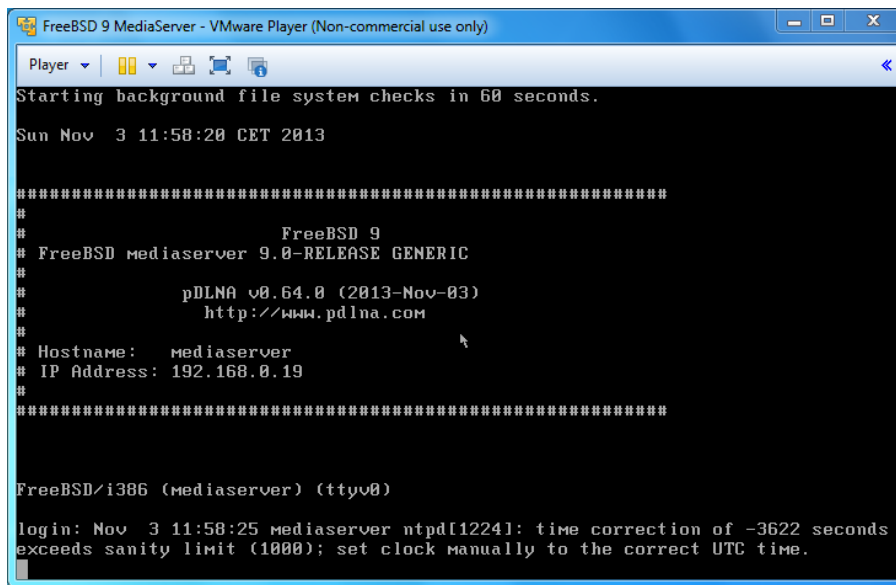 FreeBSD 9 MediaServer - VMware Player (Non-commercial use only)
Player
Starting background file system checks in 60 seconds.
Sun Nov  3 11:58:20 CET 2013
###########################################################
#
#                       FreeBSD 9
# FreeBSD mediaserver 9.0-RELEASE GENERIC
#
#              pDLNA v0.64.0 (2013-Nov-03)
#                http://www.pdlna.com
#
# Hostname:   mediaserver
# IP Address: 192.168.0.19
#
###########################################################
FreeBSD/i386 (mediaserver) (ttyv0)
login: Nov  3 11:58:25 mediaserver ntpd[1224]: time correction of -3622 seconds
exceeds sanity limit (1000); set clock manually to the correct UTC time.